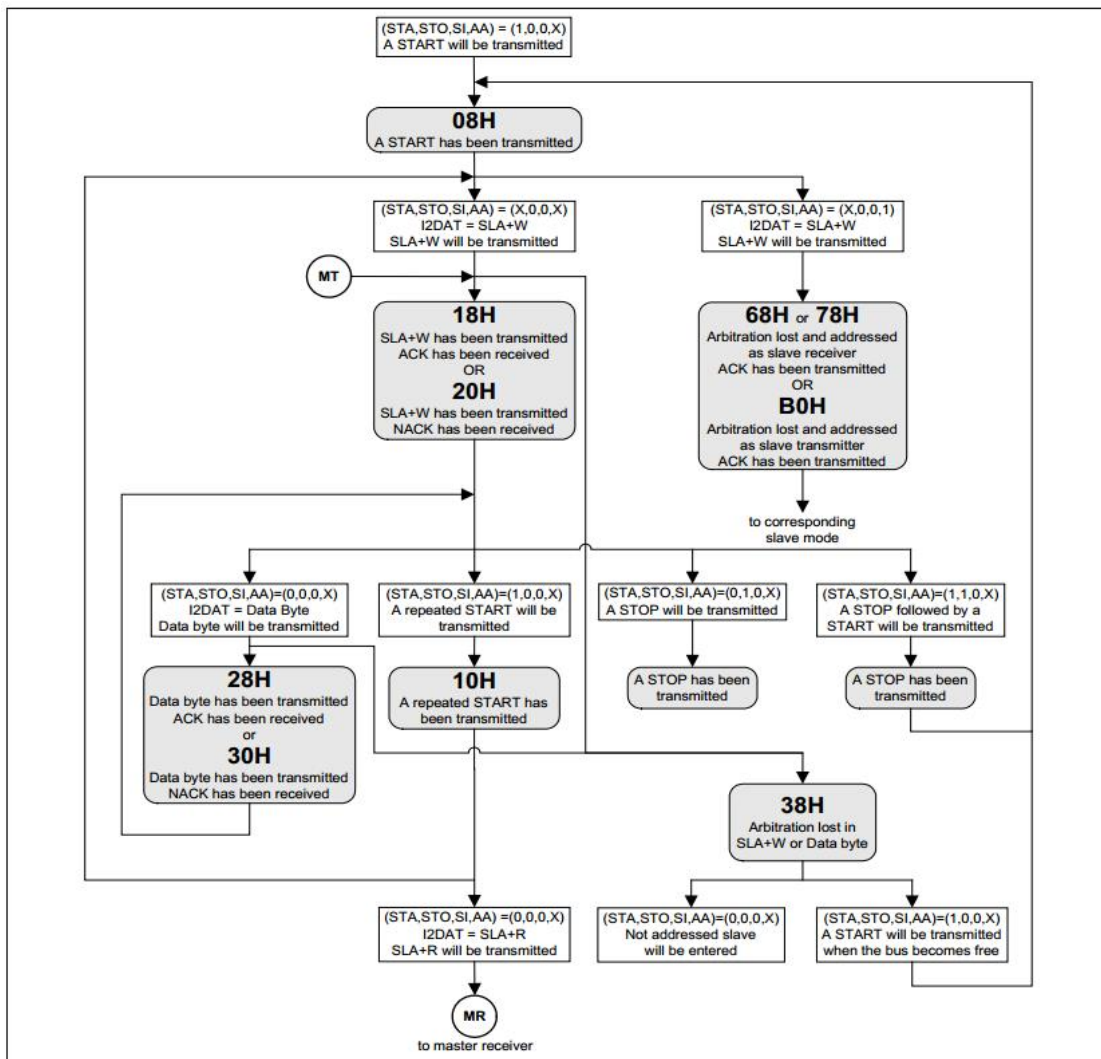 (STA,STO,SI,AA) = (1,0,0,X)
A START will be transmitted
08H
A START has been transmitted
(STA,STO,SI,AA) = (X,0,0,X)
I2DAT = SLA+W
SLA+W will be transmitted
(STA,STO,SI,AA) = (X,0,0,1)
I2DAT = SLA+W
SLA+W will be transmitted
MT
18H
SLA+W has been transmitted
ACK has been received
OR
20H
SLA+W has been transmitted
NACK has been received
68H or 78H
Arbitration lost and addressed
as slave receiver
ACK has been transmitted
OR
B0H
Arbitration lost and addressed
as slave transmitter
ACK has been transmitted
to corresponding
slave mode
(STA,STO,SI,AA)=(0,0,0,X)
I2DAT = Data Byte
Data byte will be transmitted
(STA,STO,SI,AA)=(1,0,0,X)
A repeated START will be
transmitted
(STA,STO,SI,AA)=(0,1,0,X)
A STOP will be transmitted
(STA,STO,SI,AA)=(1,1,0,X)
A STOP followed by a
START will be transmitted
28H
Data byte has been transmitted
ACK has been received
or
30H
Data byte has been transmitted
NACK has been received
10H
A repeated START has
been transmitted
A STOP has been
transmitted
A STOP has been
transmitted
38H
Arbitration lost in
SLA+W or Data byte
(STA,STO,SI,AA) =(0,0,0,X)
I2DAT = SLA+R
SLA+R will be transmitted
(STA,STO,SI,AA)=(0,0,0,X)
Not addressed slave
will be entered
(STA,STO,SI,AA)=(1,0,0,X)
A START will be transmitted
when the bus becomes free
MR
to master receiver